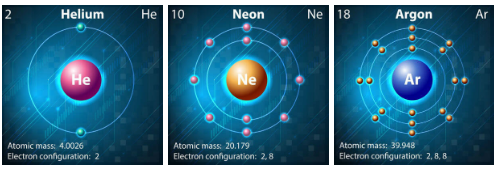 2 Helium He
He
Atomic mass: 4.0026
Electron configuration: 2
10 Neon Ne
Ne
Atomic mass: 20.179
Electron configuration: 2, 8
18 Argon Ar
Ar
Atomic mass: 39.948
Electron configuration: 2, 8, 8